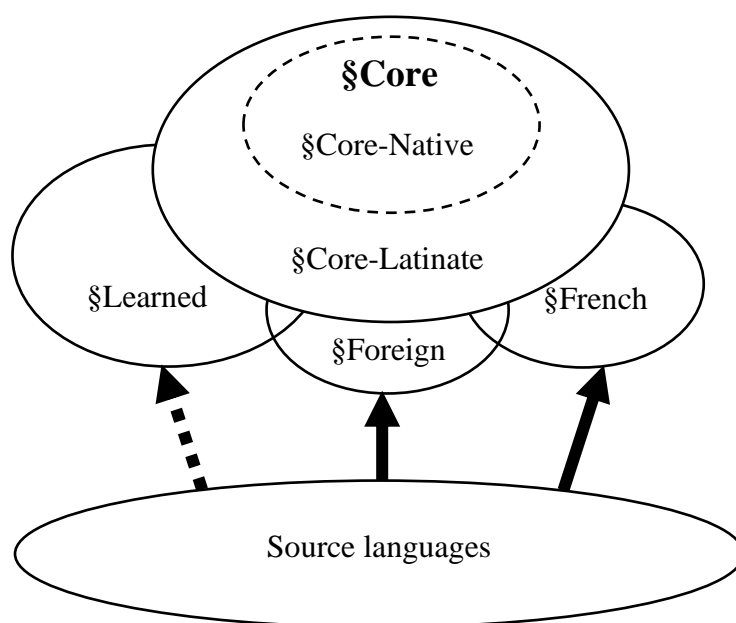 §Core
§Core-Native
§Core-Latinate
§Learned
§French
§Foreign
Source languages